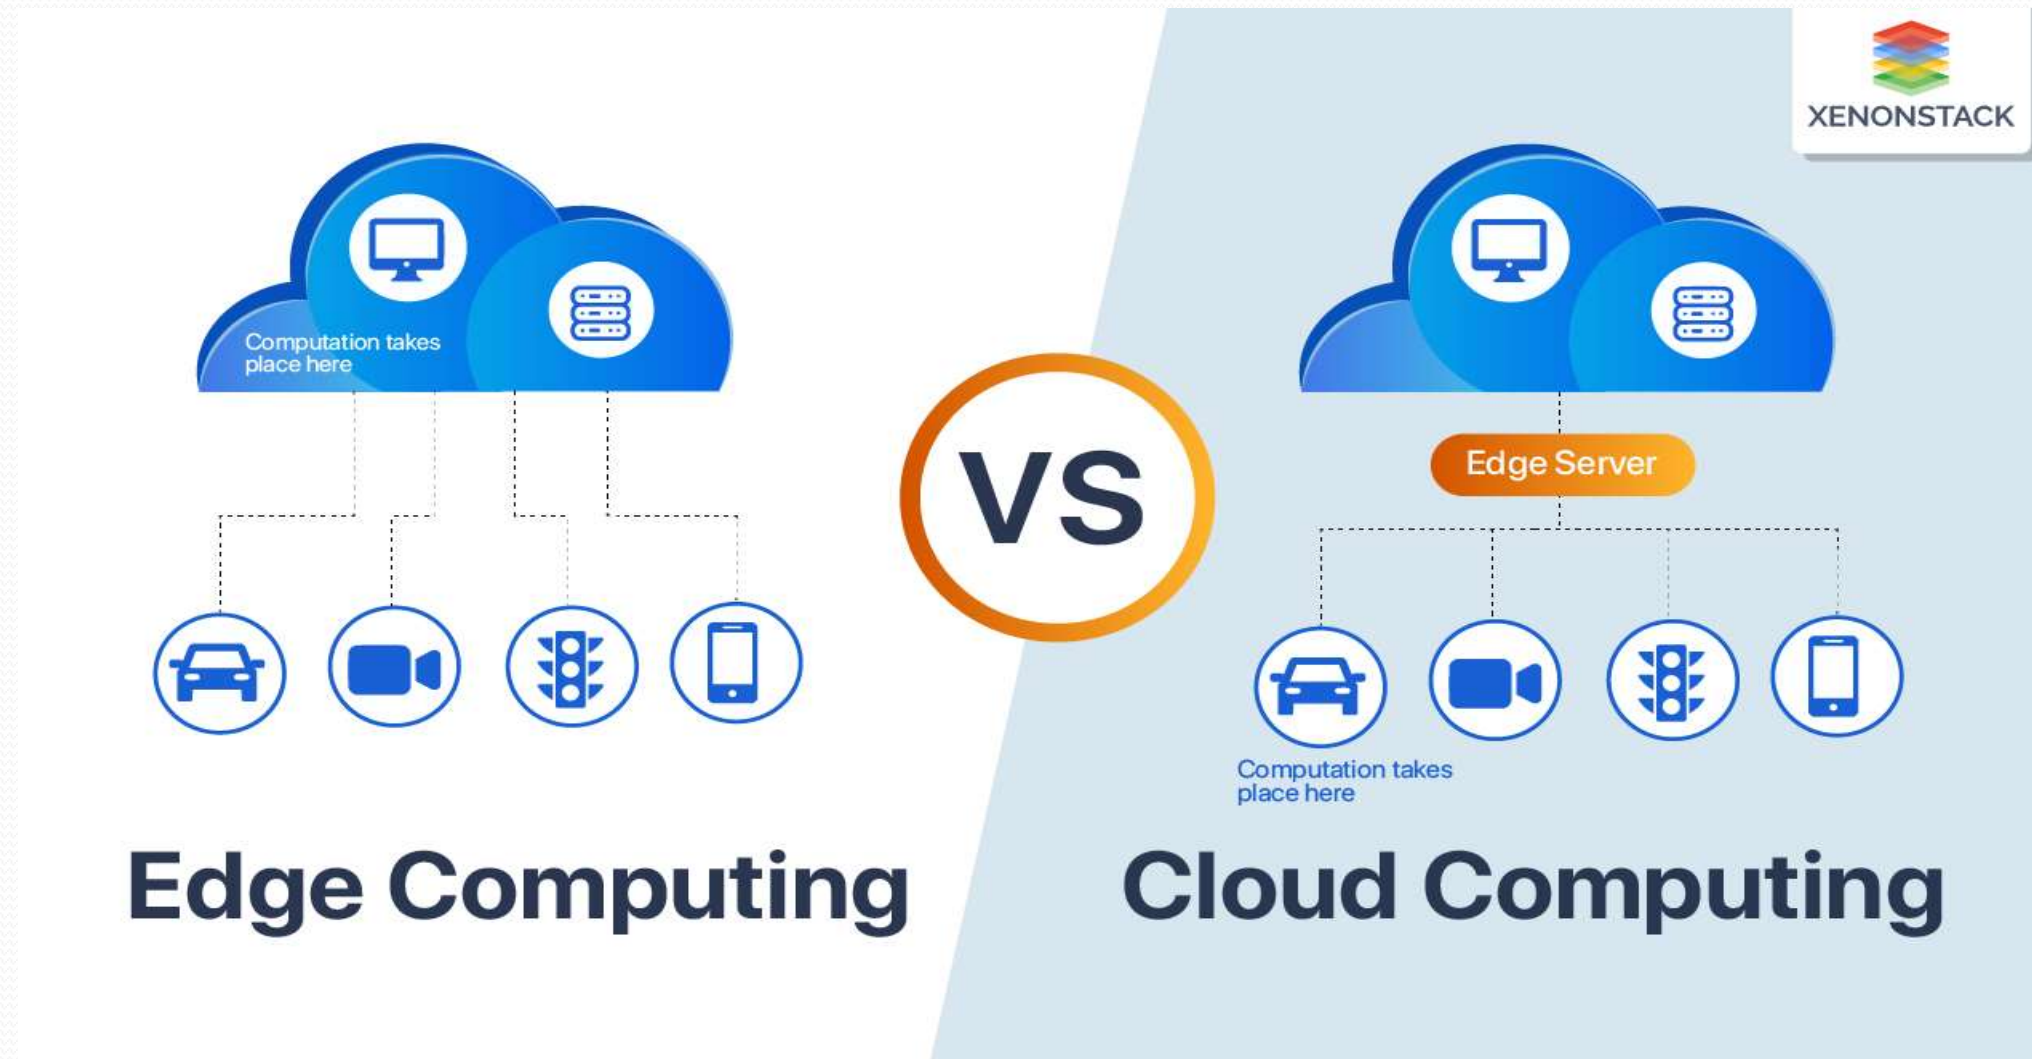 XENONSTACK
Computation takes
place here
VS
Edge Server
Computation takes
place here
Edge Computing
Cloud Computing